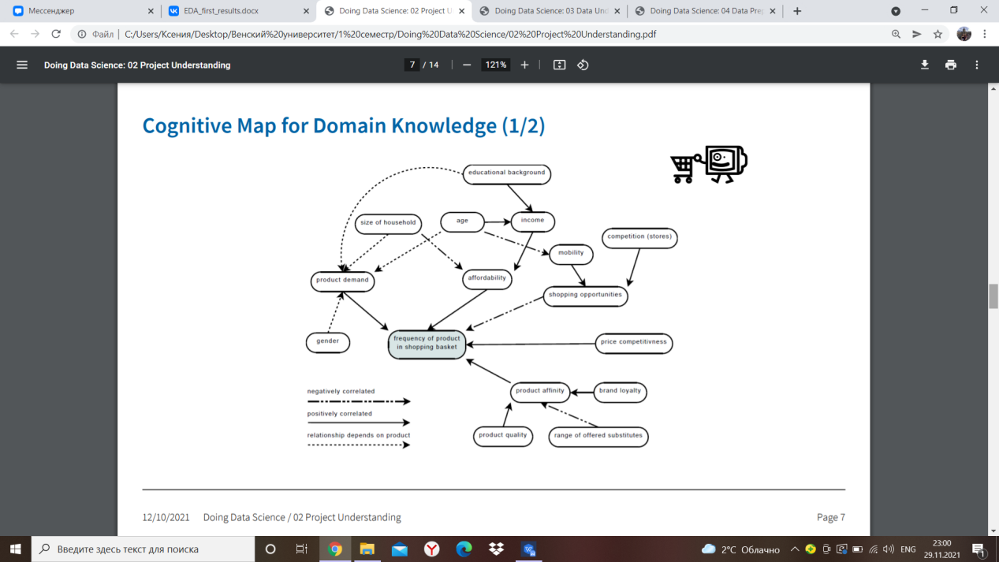 Мессенджер
EDA_first_results.docx
Doing Data Science: 02 Project U
Doing Data Science: 03 Data Und
Doing Data Science: 04 Data Prep
Файл | C:/Users/Ксения/Desktop/Венский%20университет/1%20семестр/Doing%20Data%20Science/02%20Project%20Understanding.pdf
Doing Data Science: 02 Project Understanding
7 / 14
121%
Cognitive Map for Domain Knowledge (1/2)
educational background
size of household
age
income
competition (stores)
mobility
product demand
affordability
shopping opportunities
gender
frequency of product
in shopping basket
price competitivness
negatively correlated
product affinity
brand loyalty
positively correlated
relationship depends on product
product quality
range of offered substitutes
12/10/2021 Doing Data Science / 02 Project Understanding
Page 7
Введите здесь текст для поиска
2°C Облачно
ENG
23:00
29.11.2021
1